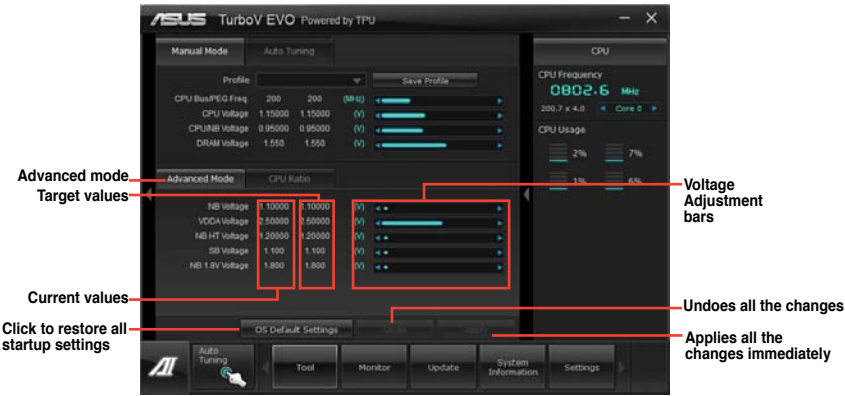 ASUS TurboV EVO Powered by TPU
Manual Mode
Auto Tuning
Profile
Save Profile
CPU Bus/PEG Freq. 200 200 (MHz)
CPU Voltage 1.15000 1.15000 (V)
CPU/NB Voltage 0.95000 0.95000 (V)
DRAM Voltage 1.550 1.550 (V)
Advanced Mode
CPU Ratio
NB Voltage 1.10000 1.10000 (V)
VDDA Voltage 2.50000 2.50000 (V)
NB HT Voltage 1.20000 1.20000 (V)
SB Voltage 1.100 1.100 (V)
NB 1.8V Voltage 1.800 1.800 (V)
OS Default Settings
Undo
Apply
CPU
CPU Frequency
0802.6 MHz
200.7 x 4.0 Core 0
CPU Usage
2% 7%
1% 6%
AI
Auto
Tuning
Tool
Monitor
Update
System
Information
Settings
Advanced mode
Target values
Current values
Click to restore all
startup settings
Voltage
Adjustment
bars
Undoes all the changes
Applies all the
changes immediately